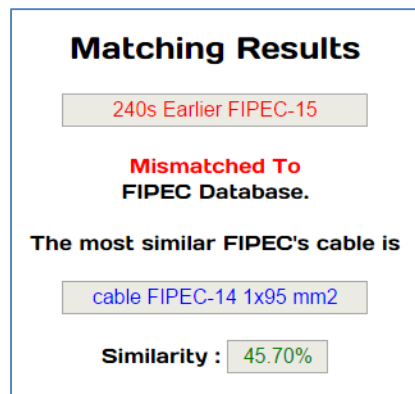 Matching Results
240s Earlier FIPEC-15
Mismatched To
FIPEC Database.
The most similar FIPEC's cable is
cable FIPEC-14 1x95 mm2
Similarity : 45.70%